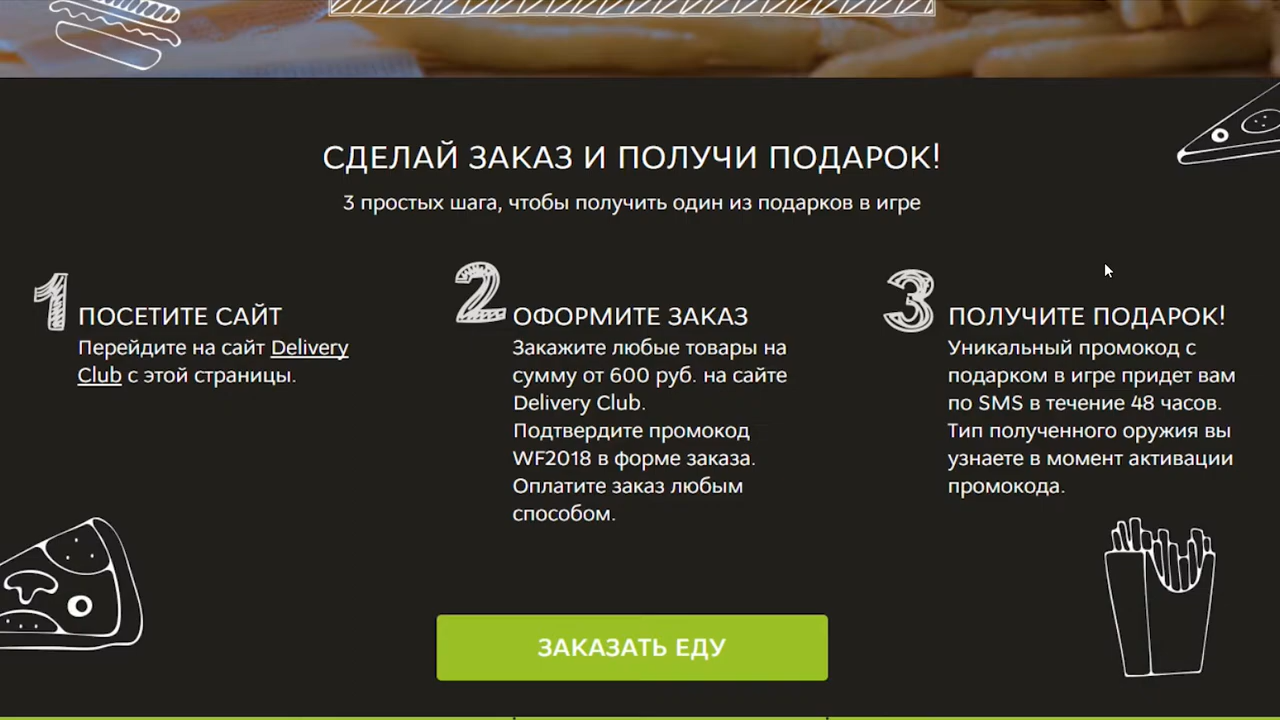 СДЕЛАЙ ЗАКАЗ И ПОЛУЧИ ПОДАРОК!
3 простых шага, чтобы получить один из подарков в игре
1
ПОСЕТИТЕ САЙТ
Перейдите на сайт Delivery
Club с этой страницы.
2
ОФОРМИТЕ ЗАКАЗ
Закажите любые товары на
сумму от 600 руб. на сайте
Delivery Club.
Подтвердите промокод
WF2018 в форме заказа.
Оплатите заказ любым
способом.
3
ПОЛУЧИТЕ ПОДАРОК!
Уникальный промокод с
подарком в игре придет вам
по SMS в течение 48 часов.
Тип полученного оружия вы
узнаете в момент активации
промокода.
ЗАКАЗАТЬ ЕДУ